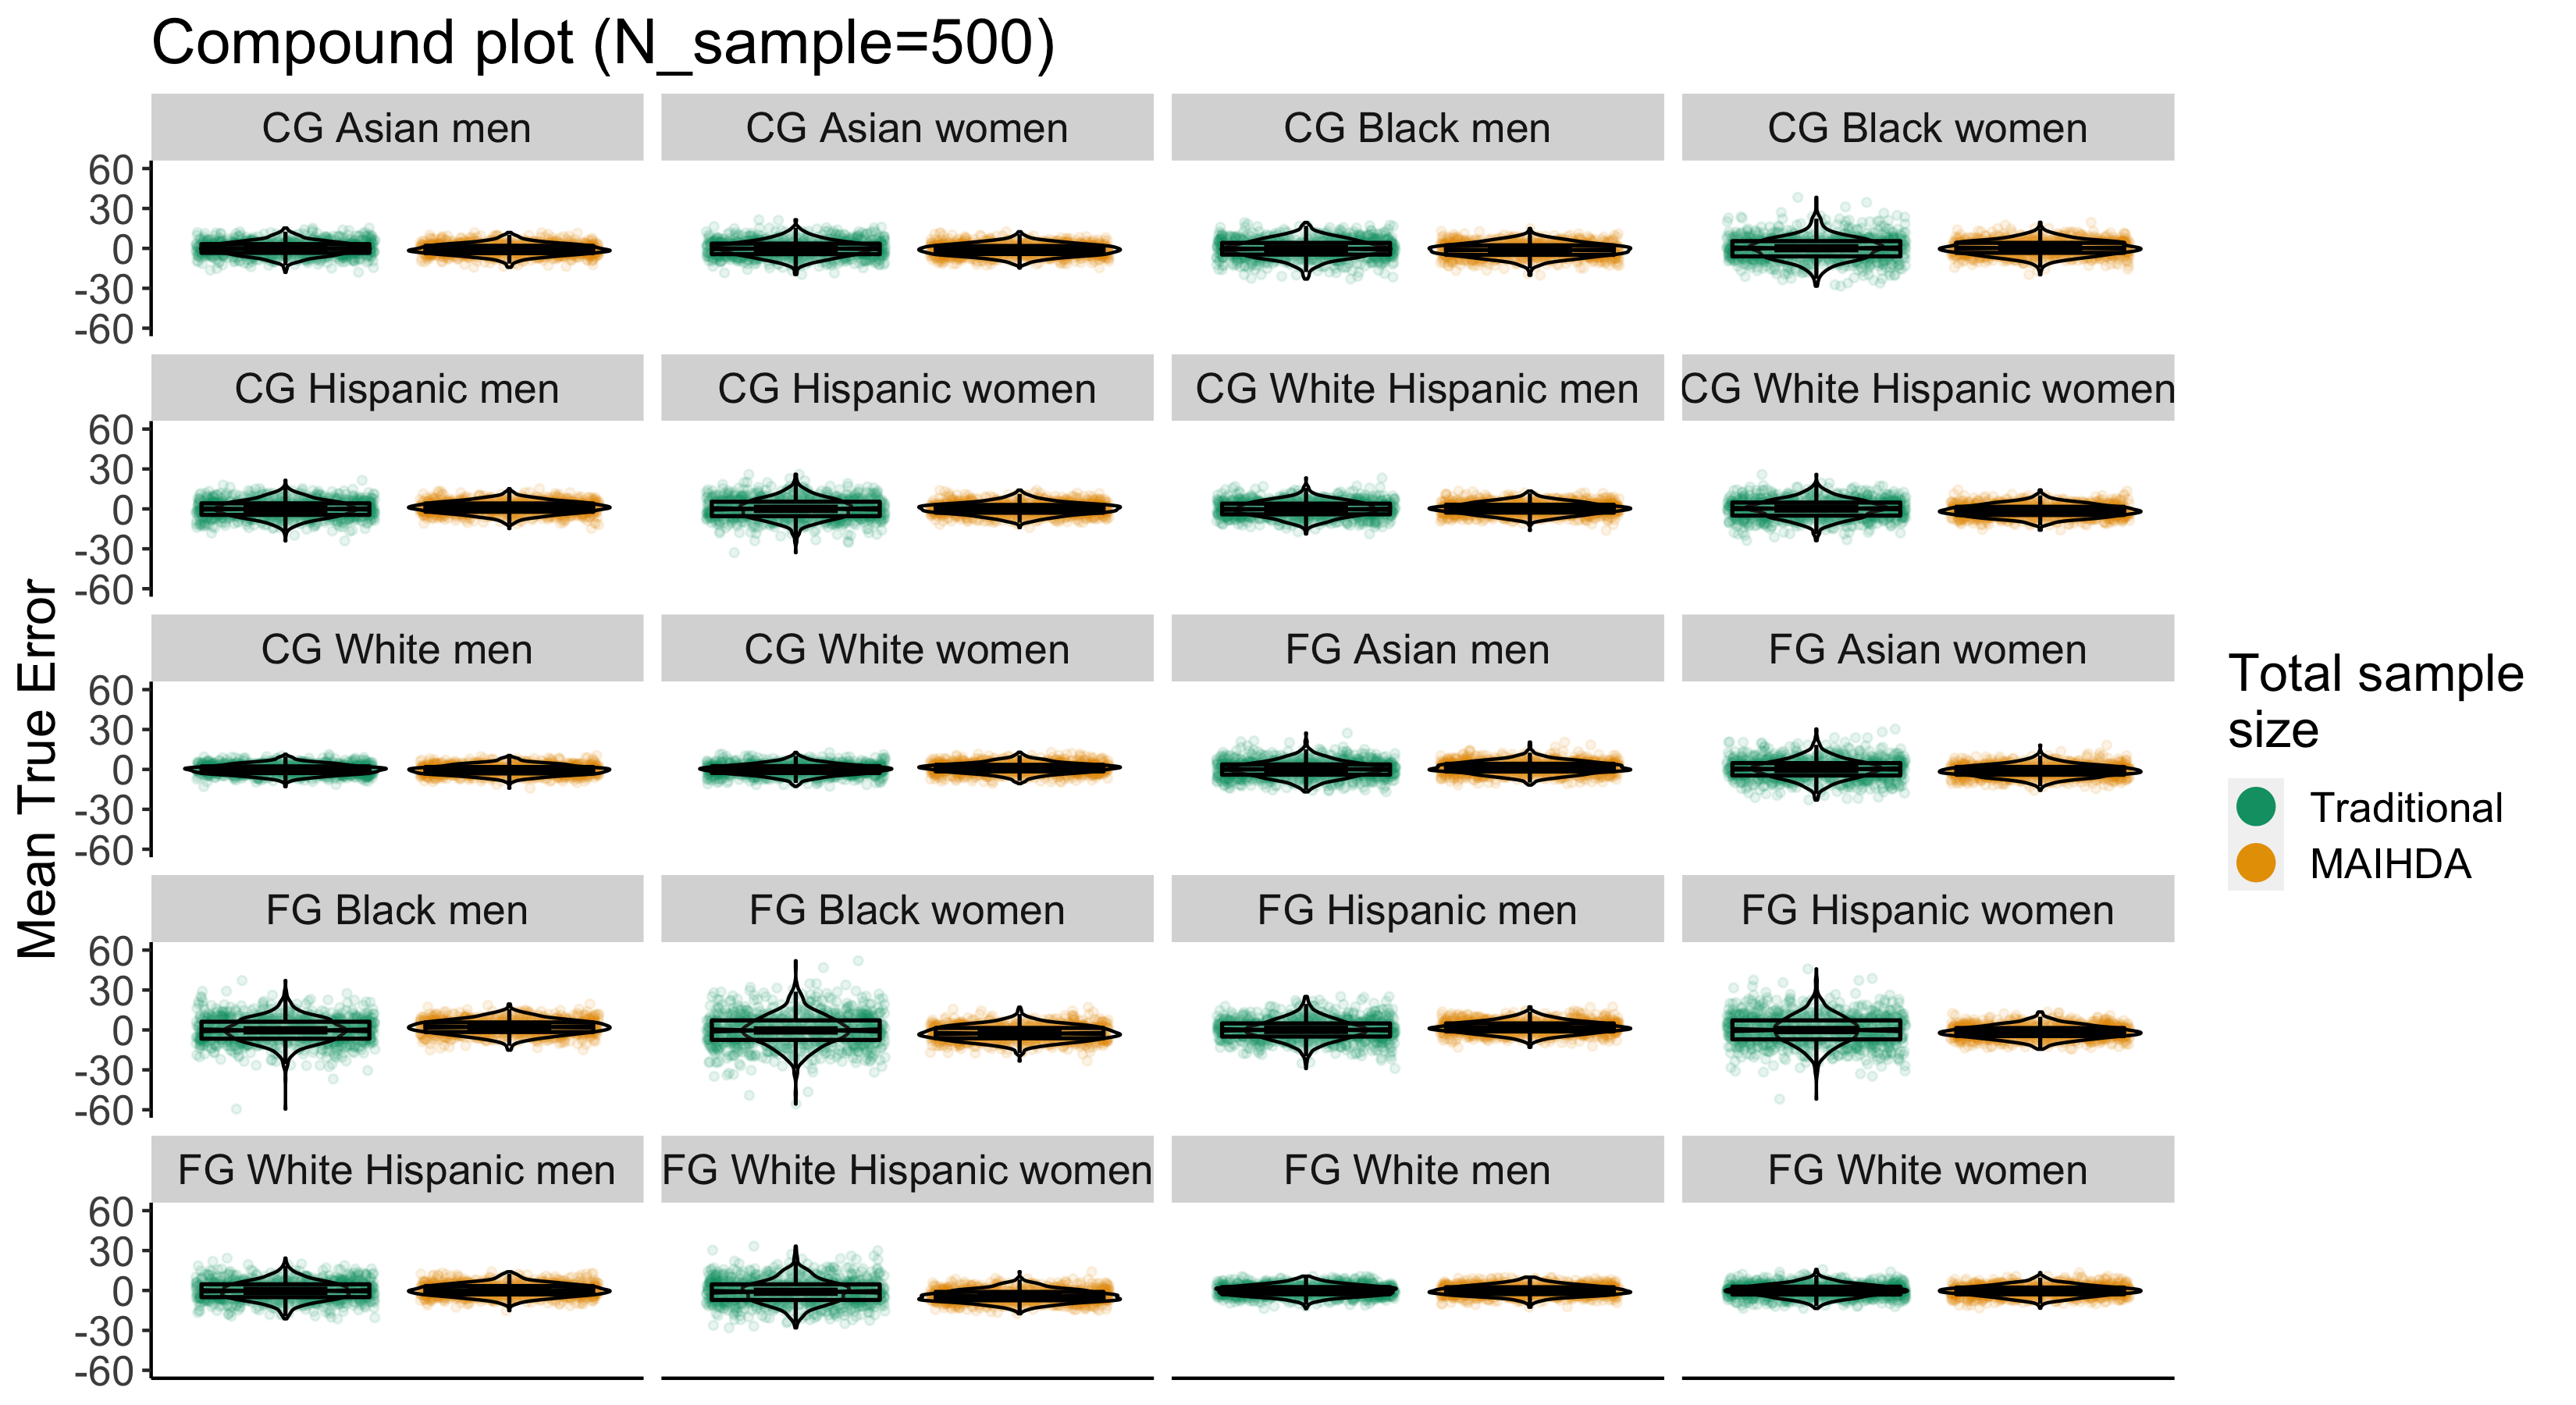 Compound plot (N_sample=500)
CG Asian men
CG Asian women
CG Black men
CG Black women
60
30
0
-30
-60
CG Hispanic men
CG Hispanic women
CG White Hispanic men
CG White Hispanic women
60
30
0
-30
-60
CG White men
CG White women
FG Asian men
FG Asian women
60
30
0
-30
-60
FG Black men
FG Black women
FG Hispanic men
FG Hispanic women
60
30
0
-30
-60
FG White Hispanic men
FG White Hispanic women
FG White men
FG White women
60
30
0
-30
-60
Mean True Error
Total sample
size
Traditional
MAIHDA